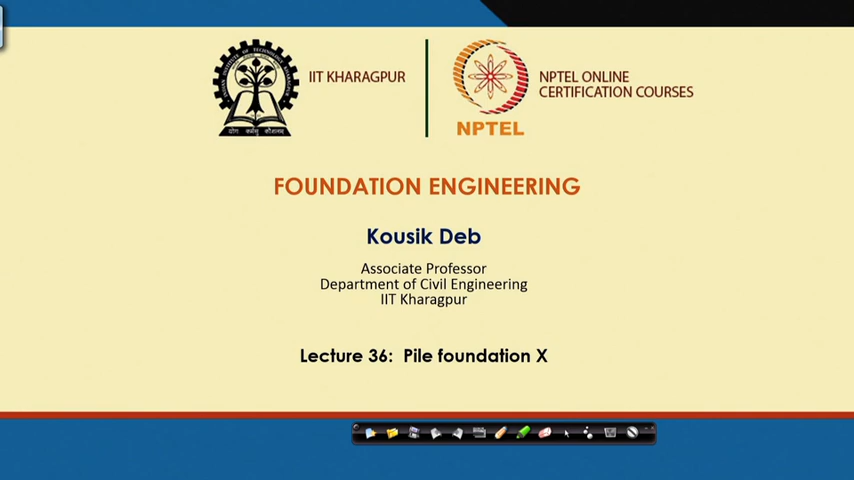 IIT KHARAGPUR
NPTEL
NPTEL ONLINE
CERTIFICATION COURSES
FOUNDATION ENGINEERING
Kousik Deb
Associate Professor
Department of Civil Engineering
IIT Kharagpur
Lecture 36: Pile foundation X